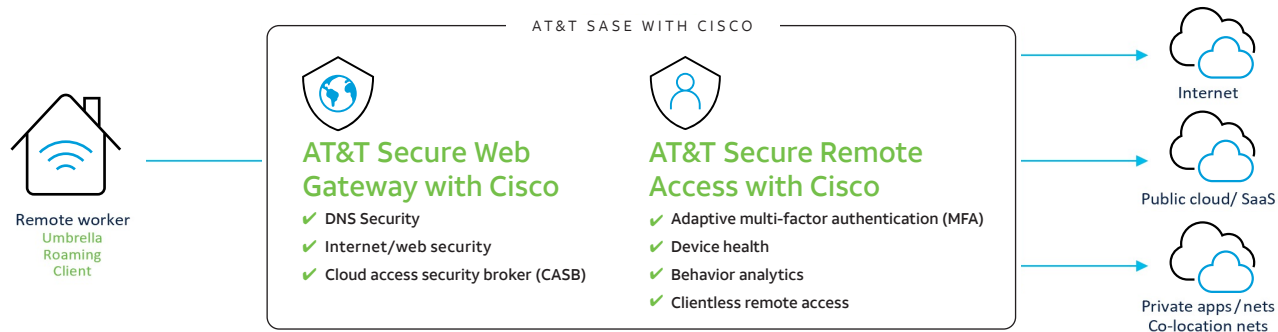 AT&T SASE WITH CISCO
Remote worker
Umbrella
Roaming
Client
AT&T Secure Web
Gateway with Cisco
✔ DNS Security
✔ Internet/web security
✔ Cloud access security broker (CASB)
AT&T Secure Remote
Access with Cisco
✔ Adaptive multi-factor authentication (MFA)
✔ Device health
✔ Behavior analytics
✔ Clientless remote access
Internet
Public cloud/ SaaS
Private apps/nets
Co-location nets